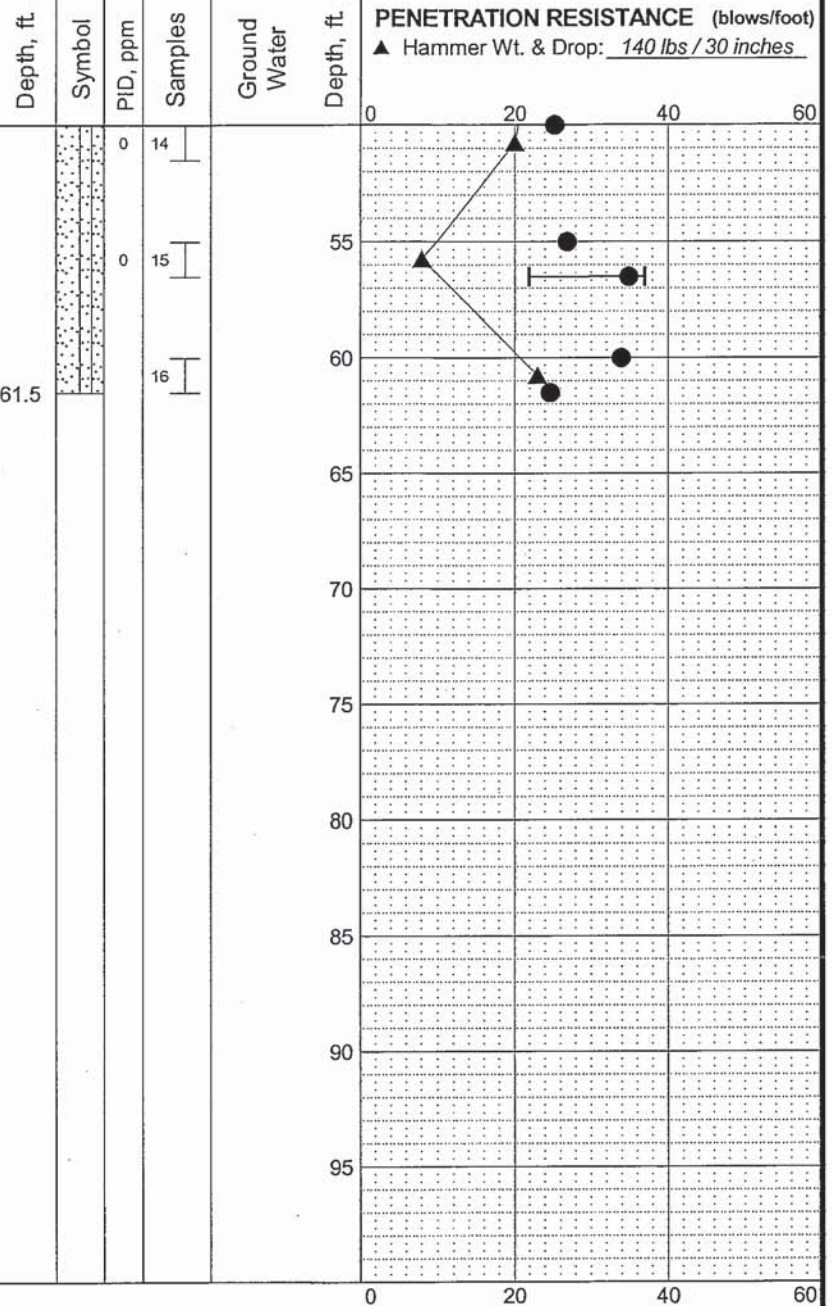 Depth, ft.
Symbol
PID, ppm
Samples
Ground
Water
Depth, ft.
PENETRATION RESISTANCE (blows/foot)
▲ Hammer Wt. & Drop: 140 lbs / 30 inches
0 20 40 60
0 14
55
0 15
60
16
61.5
65
70
75
80
85
90
95
0 20 40 60